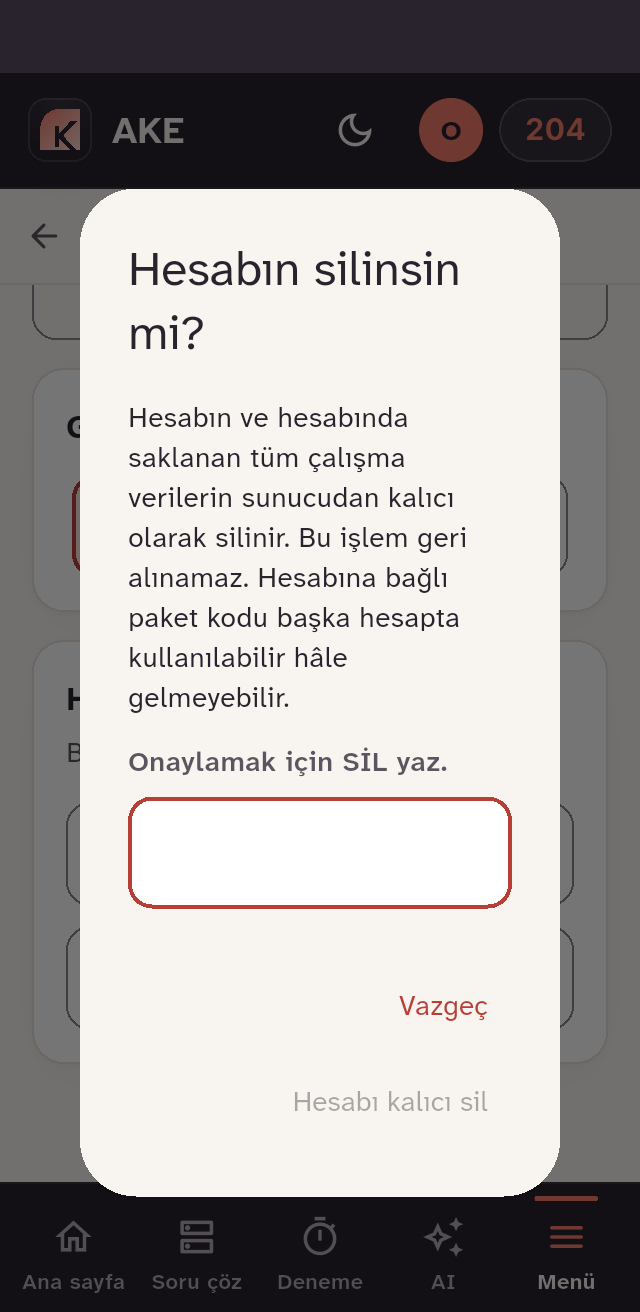 AKE
O
204
Hesabın silinsin
mi?
Hesabın ve hesabında
saklanan tüm çalışma
verilerin sunucudan kalıcı
olarak silinir. Bu işlem geri
alınamaz. Hesabına bağlı
paket kodu başka hesapta
kullanılabilir hâle
gelmeyebilir.
Onaylamak için SİL yaz.
Vazgeç
Hesabı kalıcı sil
Ana sayfa
Soru çöz
Deneme
AI
Menü